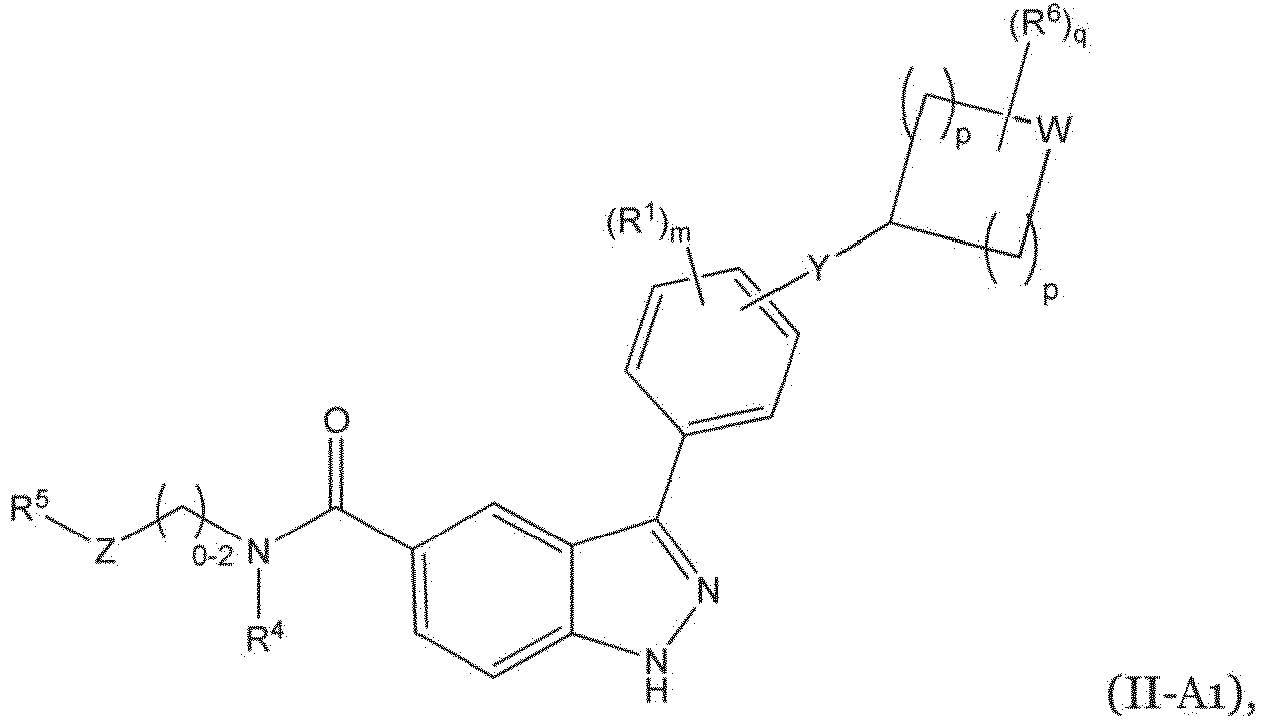 (R⁶)q
( )p W
(R¹)m
Y ( )p
O
R⁵ Z ( )0-2 N
R⁴
N
N
H
(II-A1),